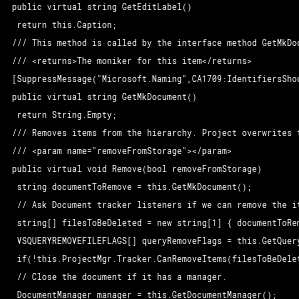 public virtual string GetEditLabel()
return this.Caption;
/// This method is called by the interface method GetMkDoc
/// <returns>The moniker for this item</returns>
[SuppressMessage("Microsoft.Naming",CA1709:IdentifiersShou
public virtual string GetMkDocument()
return String.Empty;
/// Removes items from the hierarchy. Project overwrites t
/// <param name="removeFromStorage"></param>
public virtual void Remove(bool removeFromStorage)
string documentToRemove = this.GetMkDocument();
// Ask Document tracker listeners if we can remove the it
string[] filesToBeDeleted = new string[1] { documentToRem
VSQUERYREMOVEFILEFLAGS[] queryRemoveFlags = this.GetQuery
if(!this.ProjectMgr.Tracker.CanRemoveItems(filesToBeDelet
// Close the document if it has a manager.
DocumentManager manager = this.GetDocumentManager();